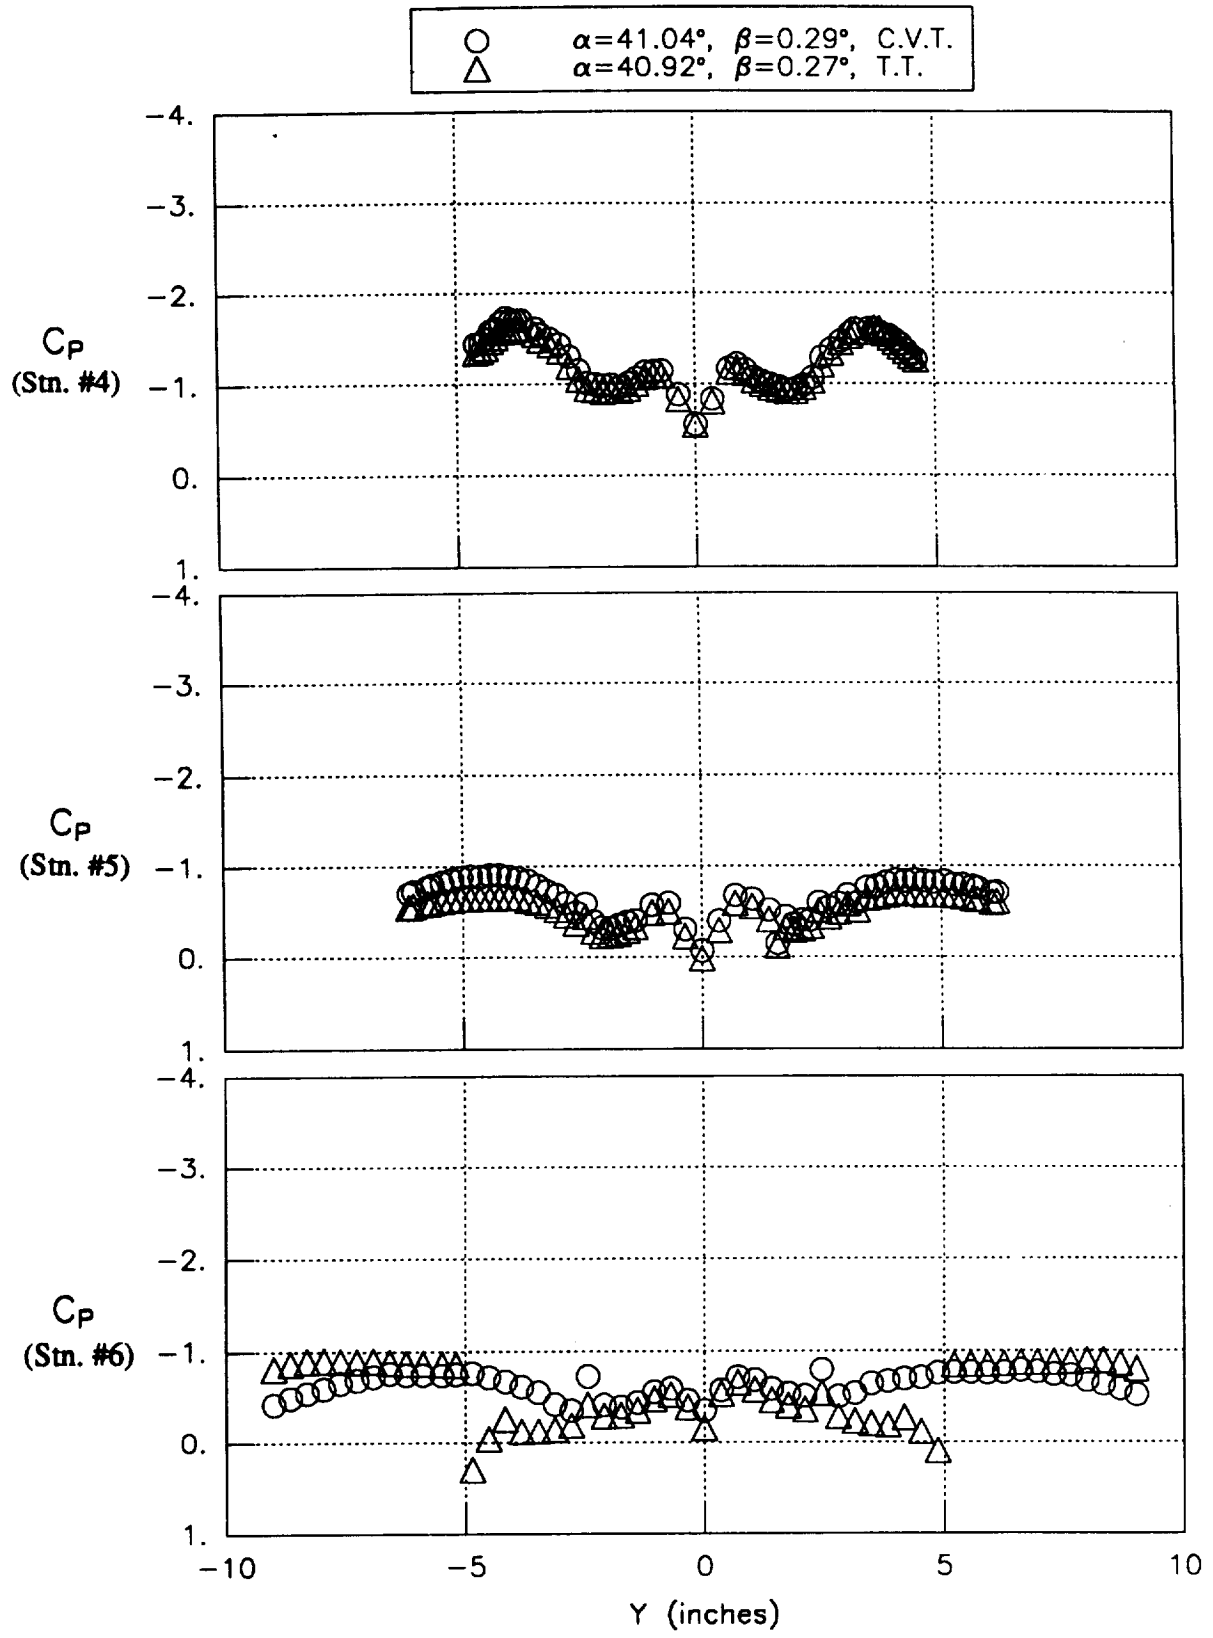 α=41.04°, β=0.29°, C.V.T.
α=40.92°, β=0.27°, T.T.
−4.
−3.
−2.
−1.
0.
1.
CP
(Stn. #4)
−4.
−3.
−2.
−1.
0.
1.
CP
(Stn. #5)
−4.
−3.
−2.
−1.
0.
1.
CP
(Stn. #6)
−10 −5 0 5 10
Y (inches)